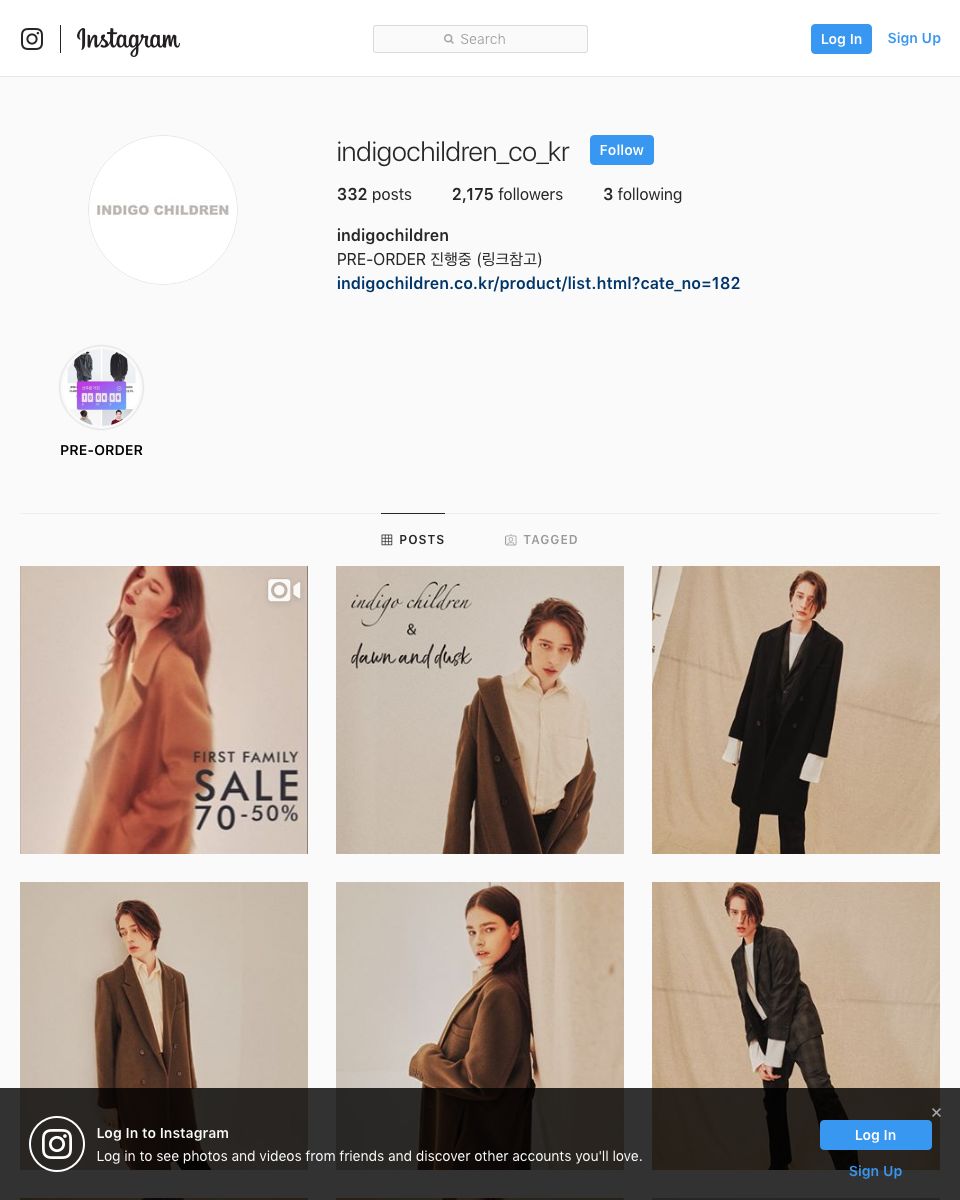 Instagram
Search
Log In
Sign Up
INDIGO CHILDREN
indigochildren_co_kr
Follow
332 posts
2,175 followers
3 following
indigochildren
PRE-ORDER 진행중 (링크참고)
indigochildren.co.kr/product/list.html?cate_no=182
PRE-ORDER
POSTS
TAGGED
FIRST FAMILY
SALE
70-50%
indigo children
&
dawn and dusk
Log In to Instagram
Log in to see photos and videos from friends and discover other accounts you'll love.
Log In
Sign Up